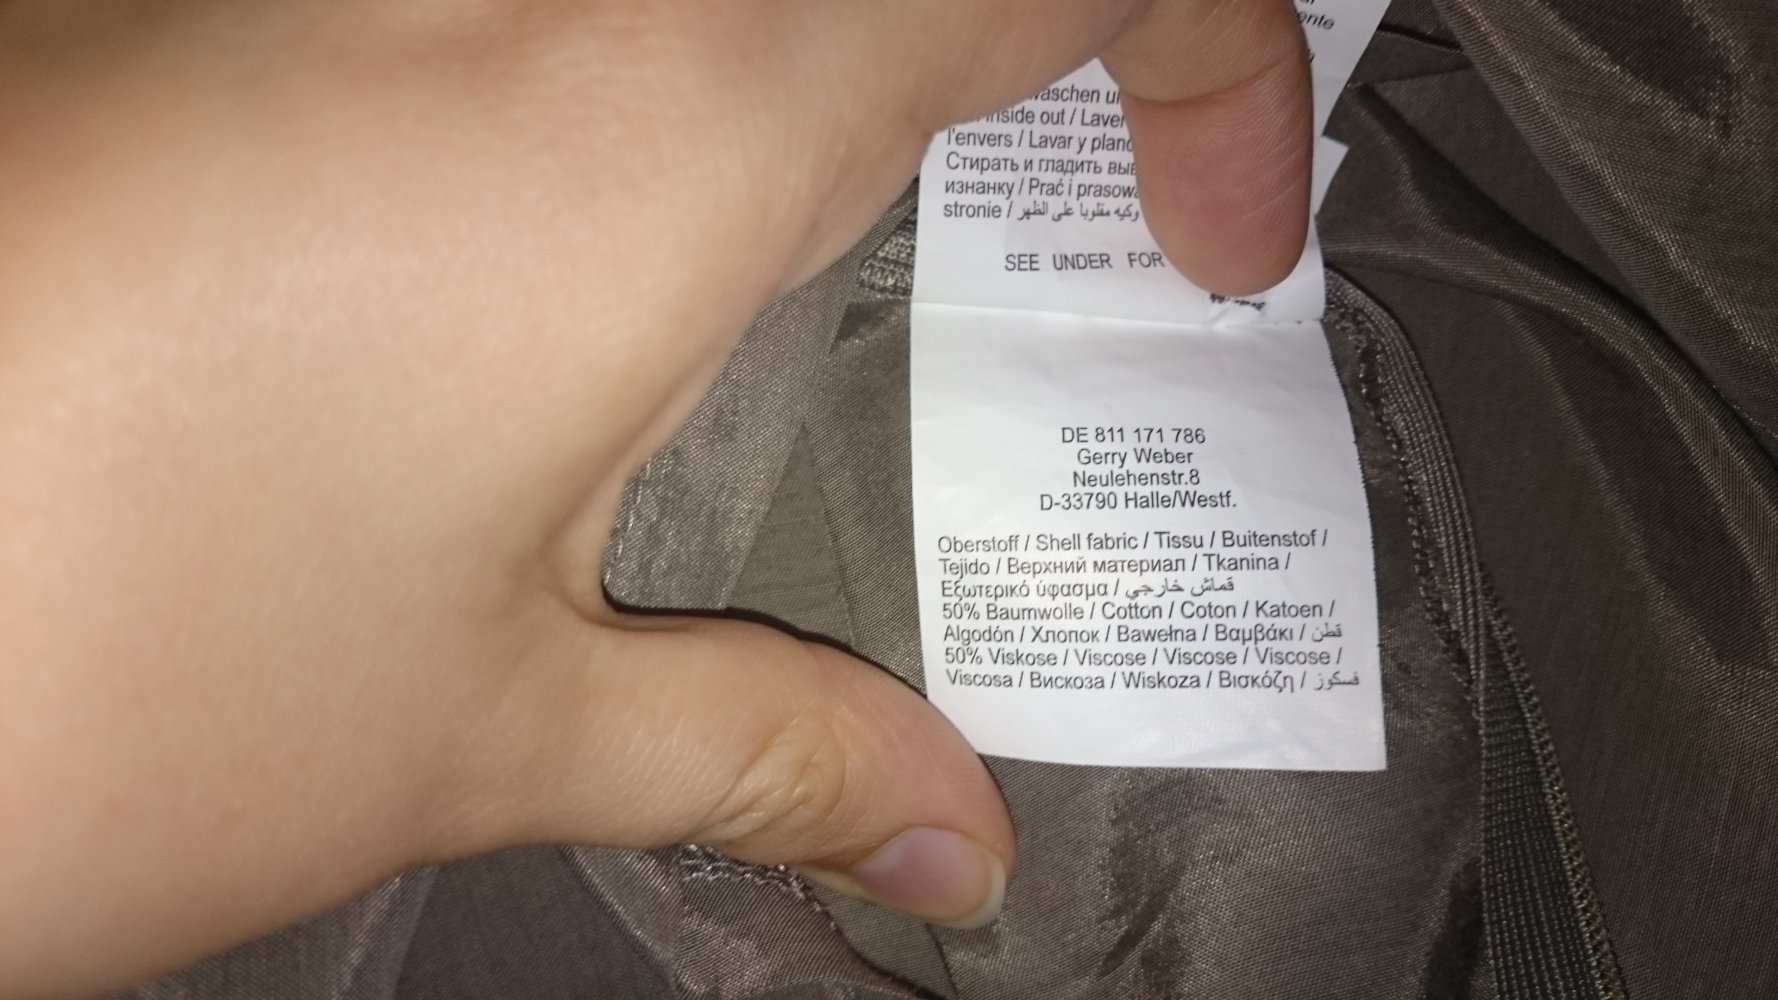 onte
waschen
inside out / Laver
l'envers / Lavar y
Стирать и гладить
изнанку / Prać i
stronie / وكيه مقلوبا على الظهر
SEE UNDER FOR
DE 811 171 786
Gerry Weber
Neulehenstr.8
D-33790 Halle/Westf.
Oberstoff / Shell fabric / Tissu / Buitenstof /
Tejido / Верхний материал / Tkanina /
Εξωτερικό ύφασμα / قماش خارجي
50% Baumwolle / Cotton / Coton / Katoen /
Algodón / Хлопок / Bawełna / Βαμβάκι / قطن
50% Viskose / Viscose / Viscose / Viscose /
Viscosa / Вискоза / Wiskoza / Βισκόζη / فسكوز